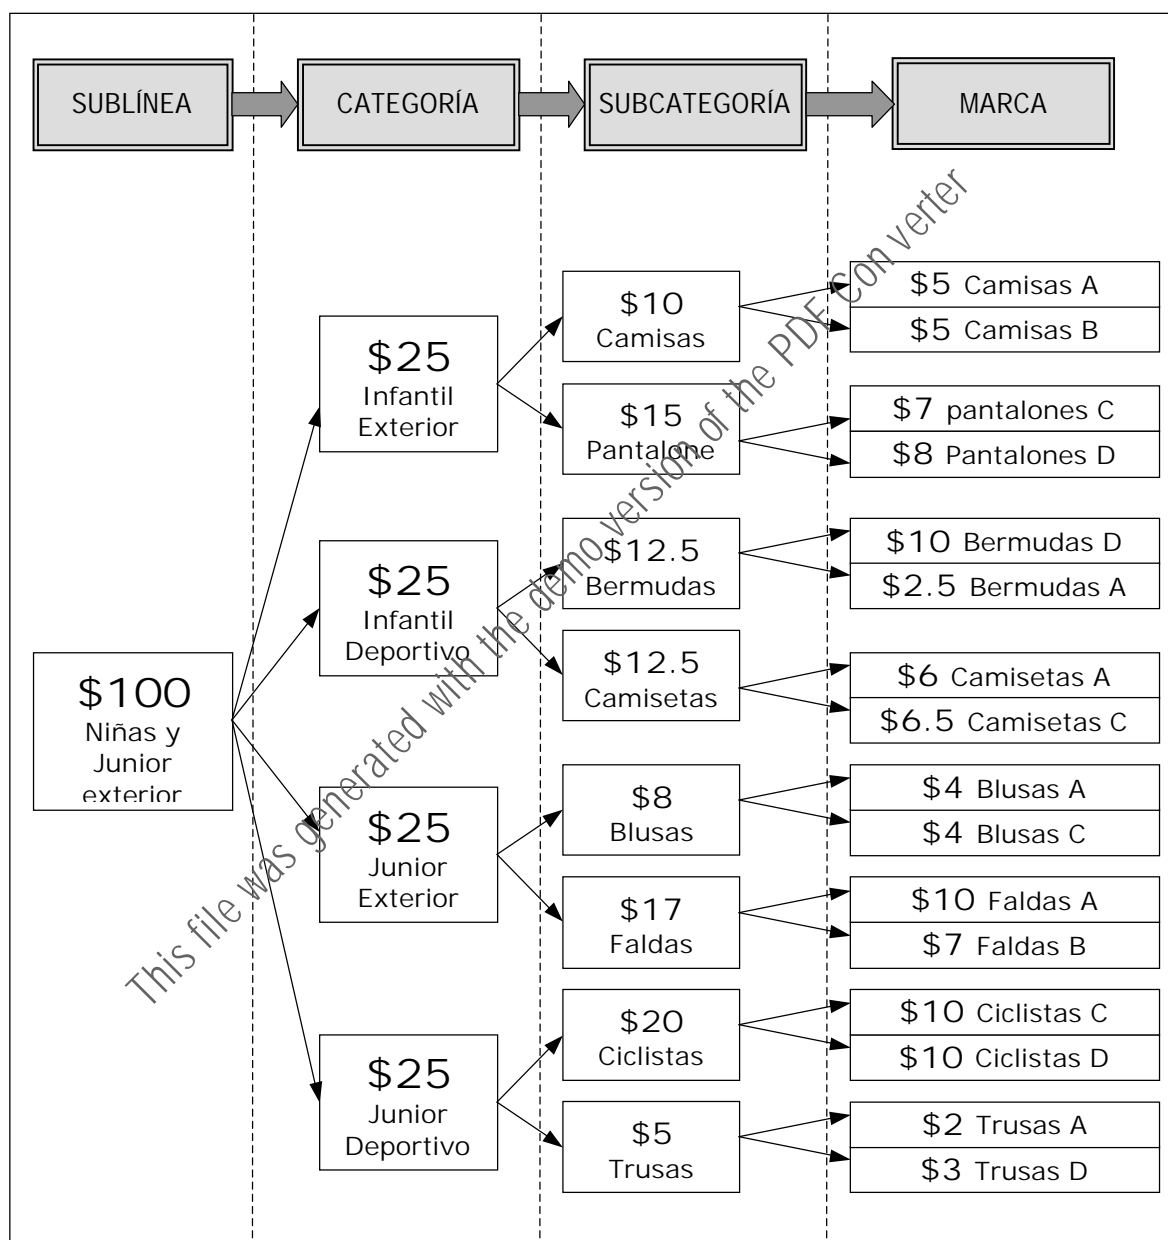 SUBLÍNEA
CATEGORÍA
SUBCATEGORÍA
MARCA
$100
Niñas y
Junior
exterior
$25
Infantil
Exterior
$25
Infantil
Deportivo
$25
Junior
Exterior
$25
Junior
Deportivo
$10
Camisas
$15
Pantalone
$12.5
Bermudas
$12.5
Camisetas
$8
Blusas
$17
Faldas
$20
Ciclistas
$5
Trusas
$5 Camisas A
$5 Camisas B
$7 pantalones C
$8 Pantalones D
$10 Bermudas D
$2.5 Bermudas A
$6 Camisetas A
$6.5 Camisetas C
$4 Blusas A
$4 Blusas C
$10 Faldas A
$7 Faldas B
$10 Ciclistas C
$10 Ciclistas D
$2 Trusas A
$3 Trusas D
This file was generated with the demo version of the PDF Con verter